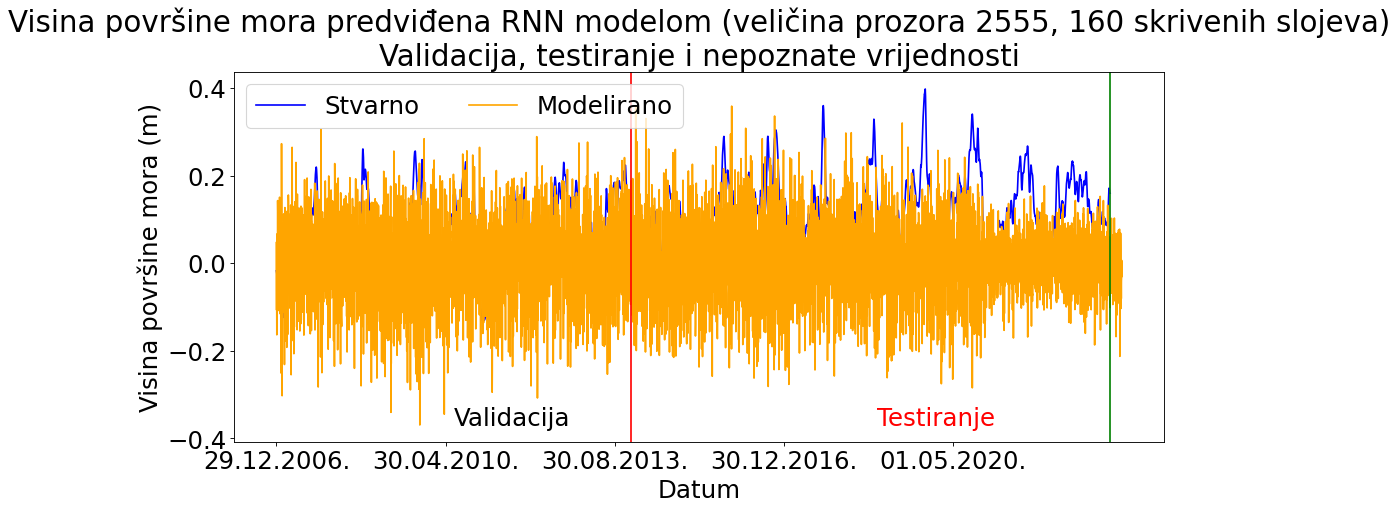 Visina površine mora predviđena RNN modelom (veličina prozora 2555, 160 skrivenih slojeva)
Validacija, testiranje i nepoznate vrijednosti
Stvarno
Modelirano
Visina površine mora (m)
0.4
0.2
0.0
−0.2
−0.4
Validacija
Testiranje
29.12.2006.
30.04.2010.
30.08.2013.
30.12.2016.
01.05.2020.
Datum